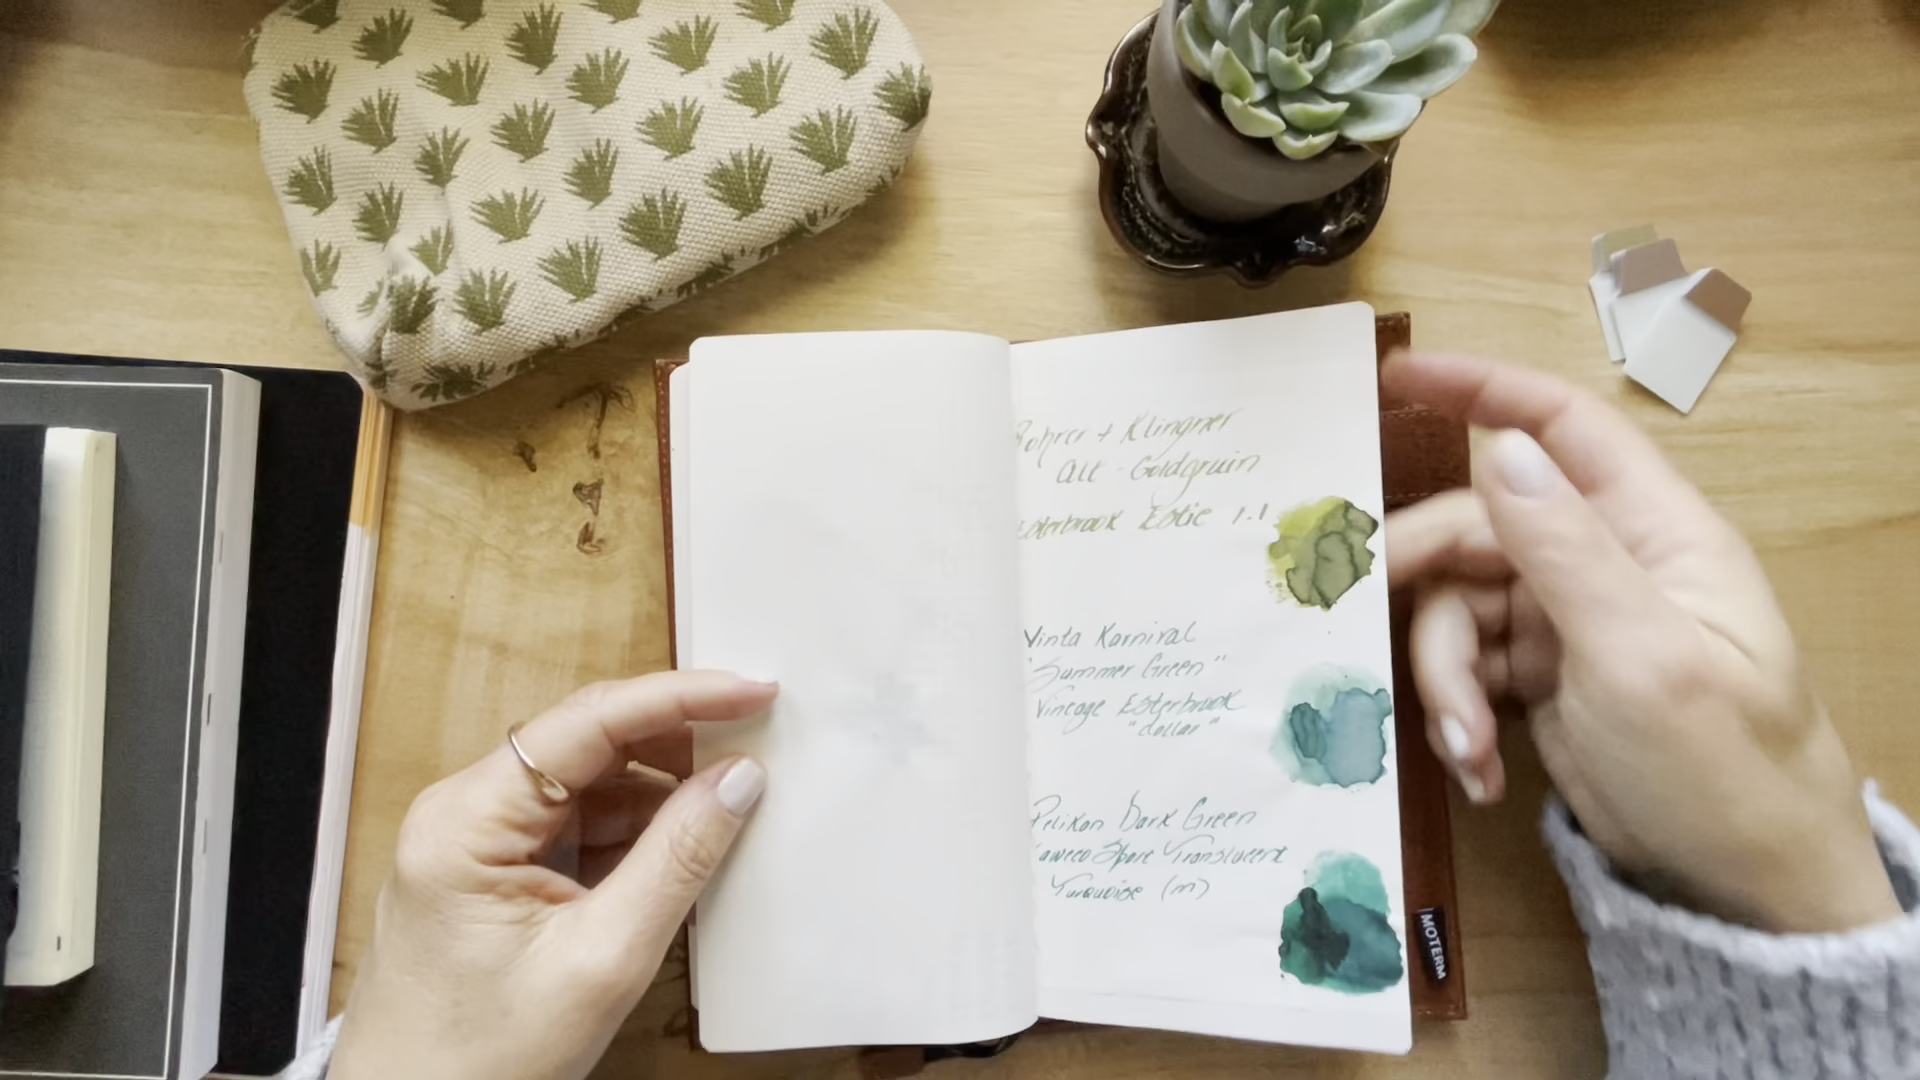 Rohrer + Klingner
Alt - Goldgruin
Esterbrook Estie 1.1
Vinta Karnival
"Summer Green"
Vintage Esterbrook
"dollar"
Pelikan Dark Green
Kaweco Sport Translucent
Turquoise (m)
MOTERM